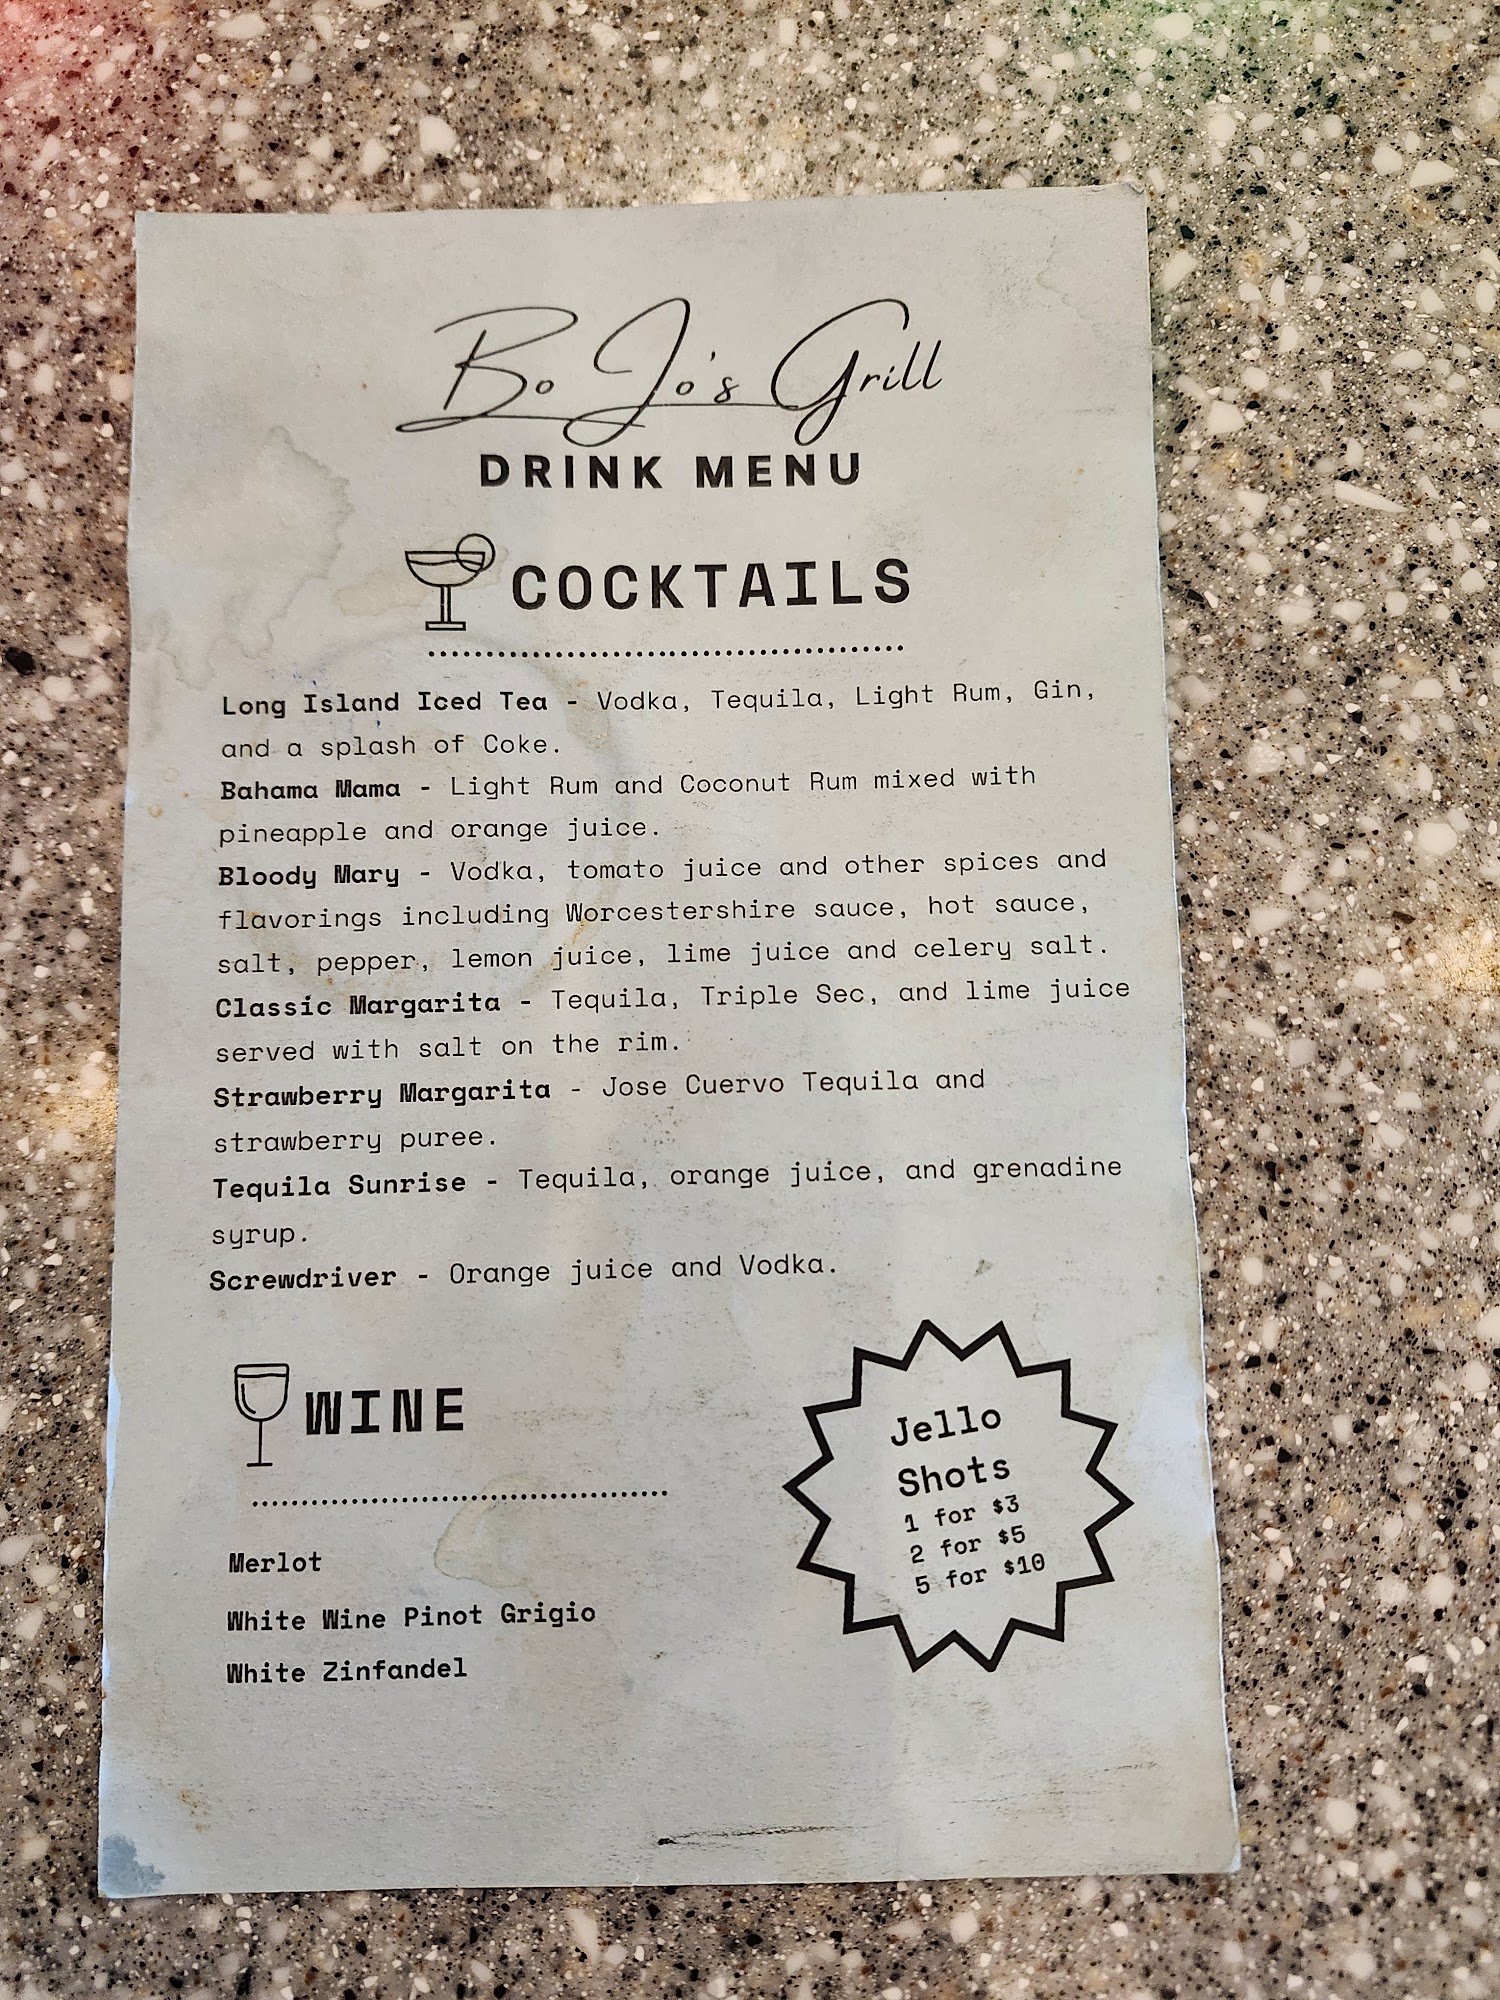 Bo Jo's Grill
DRINK MENU
COCKTAILS
Long Island Iced Tea - Vodka, Tequila, Light Rum, Gin,
and a splash of Coke.
Bahama Mama - Light Rum and Coconut Rum mixed with
pineapple and orange juice.
Bloody Mary - Vodka, tomato juice and other spices and
flavorings including Worcestershire sauce, hot sauce,
salt, pepper, lemon juice, lime juice and celery salt.
Classic Margarita - Tequila, Triple Sec, and lime juice
served with salt on the rim.
Strawberry Margarita - Jose Cuervo Tequila and
strawberry puree.
Tequila Sunrise - Tequila, orange juice, and grenadine
syrup.
Screwdriver - Orange juice and Vodka.
WINE
Merlot
White Wine Pinot Grigio
White Zinfandel
Jello
Shots
1 for $3
2 for $5
5 for $10